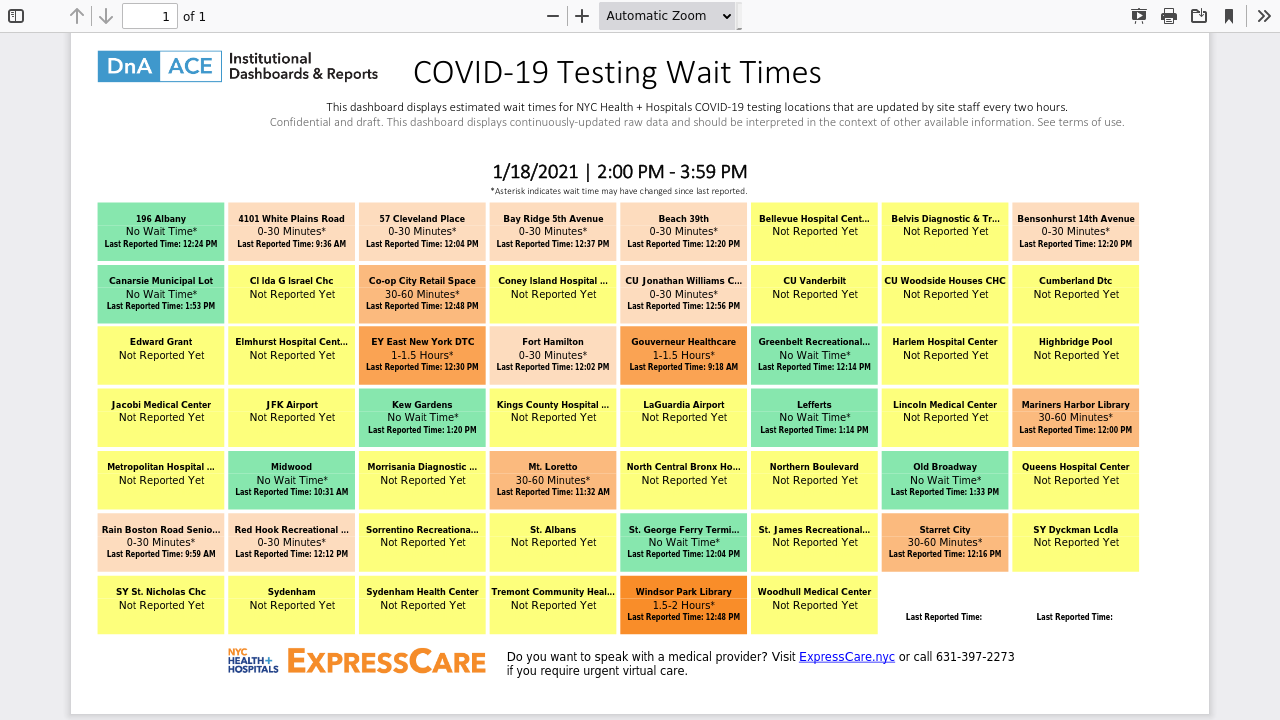 1 of 1
Automatic Zoom
DnA ACE Institutional
Dashboards & Reports
COVID-19 Testing Wait Times
This dashboard displays estimated wait times for NYC Health + Hospitals COVID-19 testing locations that are updated by site staff every two hours.
Confidential and draft. This dashboard displays continuously-updated raw data and should be interpreted in the context of other available information. See terms of use.
1/18/2021 | 2:00 PM - 3:59 PM
*Asterisk indicates wait time may have changed since last reported.
196 Albany
No Wait Time*
Last Reported Time: 12:24 PM
4101 White Plains Road
0-30 Minutes*
Last Reported Time: 9:36 AM
57 Cleveland Place
0-30 Minutes*
Last Reported Time: 12:04 PM
Bay Ridge 5th Avenue
0-30 Minutes*
Last Reported Time: 12:37 PM
Beach 39th
0-30 Minutes*
Last Reported Time: 12:20 PM
Bellevue Hospital Cent...
Not Reported Yet
Belvis Diagnostic & Tr...
Not Reported Yet
Bensonhurst 14th Avenue
0-30 Minutes*
Last Reported Time: 12:20 PM
Canarsie Municipal Lot
No Wait Time*
Last Reported Time: 1:53 PM
Cl Ida G Israel Chc
Not Reported Yet
Co-op City Retail Space
30-60 Minutes*
Last Reported Time: 12:48 PM
Coney Island Hospital ...
Not Reported Yet
CU Jonathan Williams C...
0-30 Minutes*
Last Reported Time: 12:56 PM
CU Vanderbilt
Not Reported Yet
CU Woodside Houses CHC
Not Reported Yet
Cumberland Dtc
Not Reported Yet
Edward Grant
Not Reported Yet
Elmhurst Hospital Cent...
Not Reported Yet
EY East New York DTC
1-1.5 Hours*
Last Reported Time: 12:30 PM
Fort Hamilton
0-30 Minutes*
Last Reported Time: 12:02 PM
Gouverneur Healthcare
1-1.5 Hours*
Last Reported Time: 9:18 AM
Greenbelt Recreational...
No Wait Time*
Last Reported Time: 12:14 PM
Harlem Hospital Center
Not Reported Yet
Highbridge Pool
Not Reported Yet
Jacobi Medical Center
Not Reported Yet
JFK Airport
Not Reported Yet
Kew Gardens
No Wait Time*
Last Reported Time: 1:20 PM
Kings County Hospital ...
Not Reported Yet
LaGuardia Airport
Not Reported Yet
Lefferts
No Wait Time*
Last Reported Time: 1:14 PM
Lincoln Medical Center
Not Reported Yet
Mariners Harbor Library
30-60 Minutes*
Last Reported Time: 12:00 PM
Metropolitan Hospital ...
Not Reported Yet
Midwood
No Wait Time*
Last Reported Time: 10:31 AM
Morrisania Diagnostic ...
Not Reported Yet
Mt. Loretto
30-60 Minutes*
Last Reported Time: 11:32 AM
North Central Bronx Ho...
Not Reported Yet
Northern Boulevard
Not Reported Yet
Old Broadway
No Wait Time*
Last Reported Time: 1:33 PM
Queens Hospital Center
Not Reported Yet
Rain Boston Road Senio...
0-30 Minutes*
Last Reported Time: 9:59 AM
Red Hook Recreational ...
0-30 Minutes*
Last Reported Time: 12:12 PM
Sorrentino Recreationa...
Not Reported Yet
St. Albans
Not Reported Yet
St. George Ferry Termi...
No Wait Time*
Last Reported Time: 12:04 PM
St. James Recreational...
Not Reported Yet
Starret City
30-60 Minutes*
Last Reported Time: 12:16 PM
SY Dyckman Lcdla
Not Reported Yet
SY St. Nicholas Chc
Not Reported Yet
Sydenham
Not Reported Yet
Sydenham Health Center
Not Reported Yet
Tremont Community Heal...
Not Reported Yet
Windsor Park Library
1.5-2 Hours*
Last Reported Time: 12:48 PM
Woodhull Medical Center
Not Reported Yet
Last Reported Time:
Last Reported Time:
NYC
HEALTH+
HOSPITALS
EXPRESSCARE
Do you want to speak with a medical provider? Visit ExpressCare.nyc or call 631-397-2273
if you require urgent virtual care.